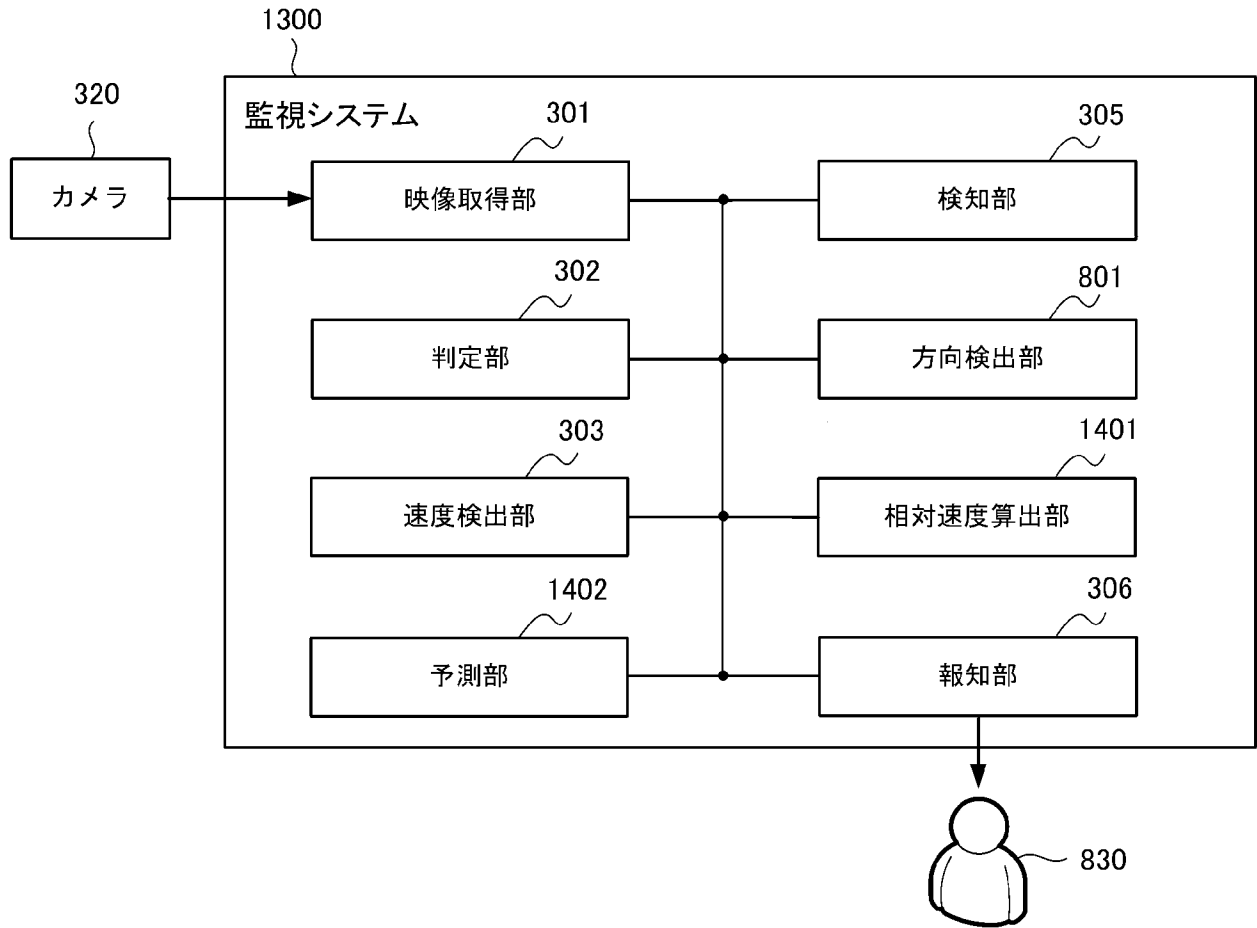 1300
320
監視システム
301
305
カメラ
映像取得部
検知部
302
801
判定部
方向検出部
303
1401
速度検出部
相対速度算出部
1402
306
予測部
報知部
830